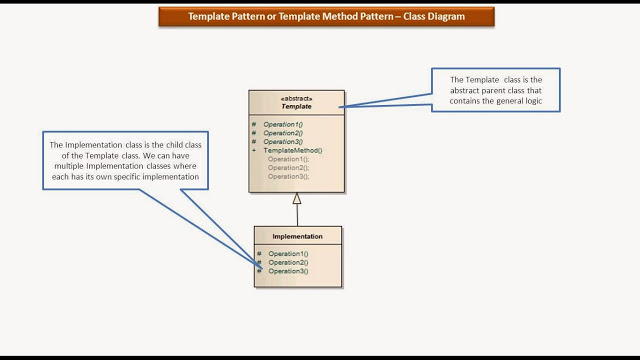 Template Pattern or Template Method Pattern – Class Diagram
The Template class is the
abstract parent class that
contains the general logic
«abstract»
Template
# Operation1()
# Operation2()
# Operation3()
+ TemplateMethod()
Operation1();
Operation2();
Operation3();
The Implementation class is the child class
of the Template class. We can have
multiple Implementation classes where
each has its own specific implementation
Implementation
# Operation1()
# Operation2()
# Operation3()